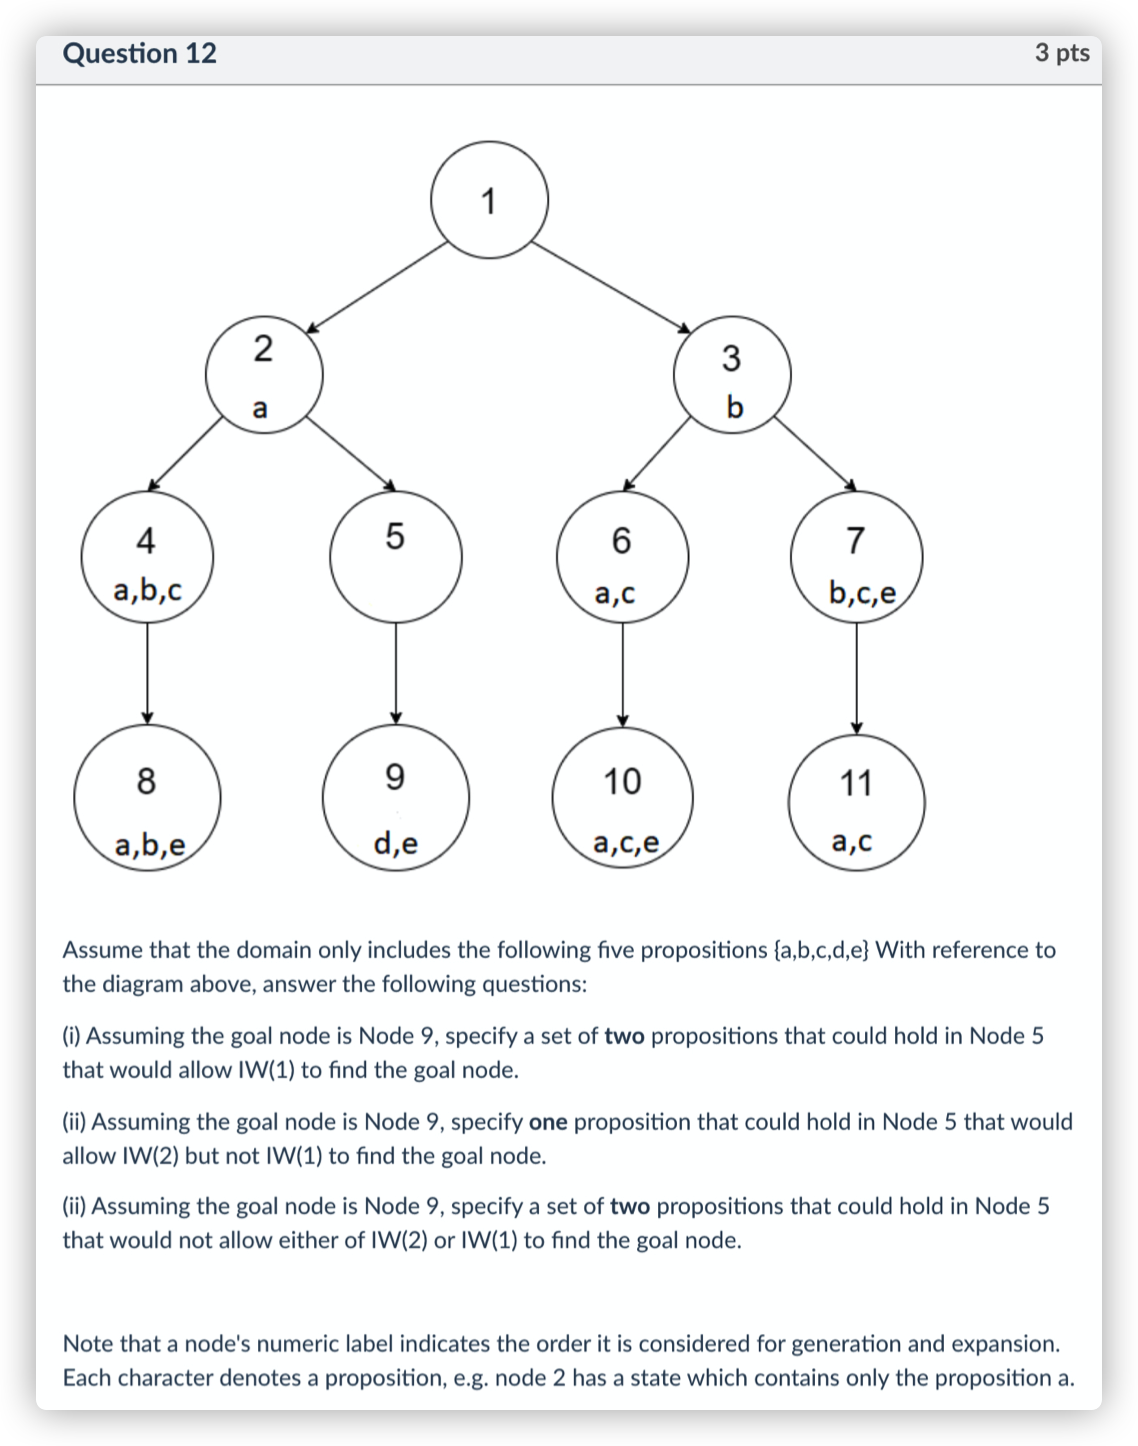 Question 12
3 pts
1
2
a
3
b
4
a,b,c
5
6
a,c
7
b,c,e
8
a,b,e
9
d,e
10
a,c,e
11
a,c
Assume that the domain only includes the following five propositions {a,b,c,d,e} With reference to
the diagram above, answer the following questions:
(i) Assuming the goal node is Node 9, specify a set of two propositions that could hold in Node 5
that would allow IW(1) to find the goal node.
(ii) Assuming the goal node is Node 9, specify one proposition that could hold in Node 5 that would
allow IW(2) but not IW(1) to find the goal node.
(ii) Assuming the goal node is Node 9, specify a set of two propositions that could hold in Node 5
that would not allow either of IW(2) or IW(1) to find the goal node.
Note that a node's numeric label indicates the order it is considered for generation and expansion.
Each character denotes a proposition, e.g. node 2 has a state which contains only the proposition a.